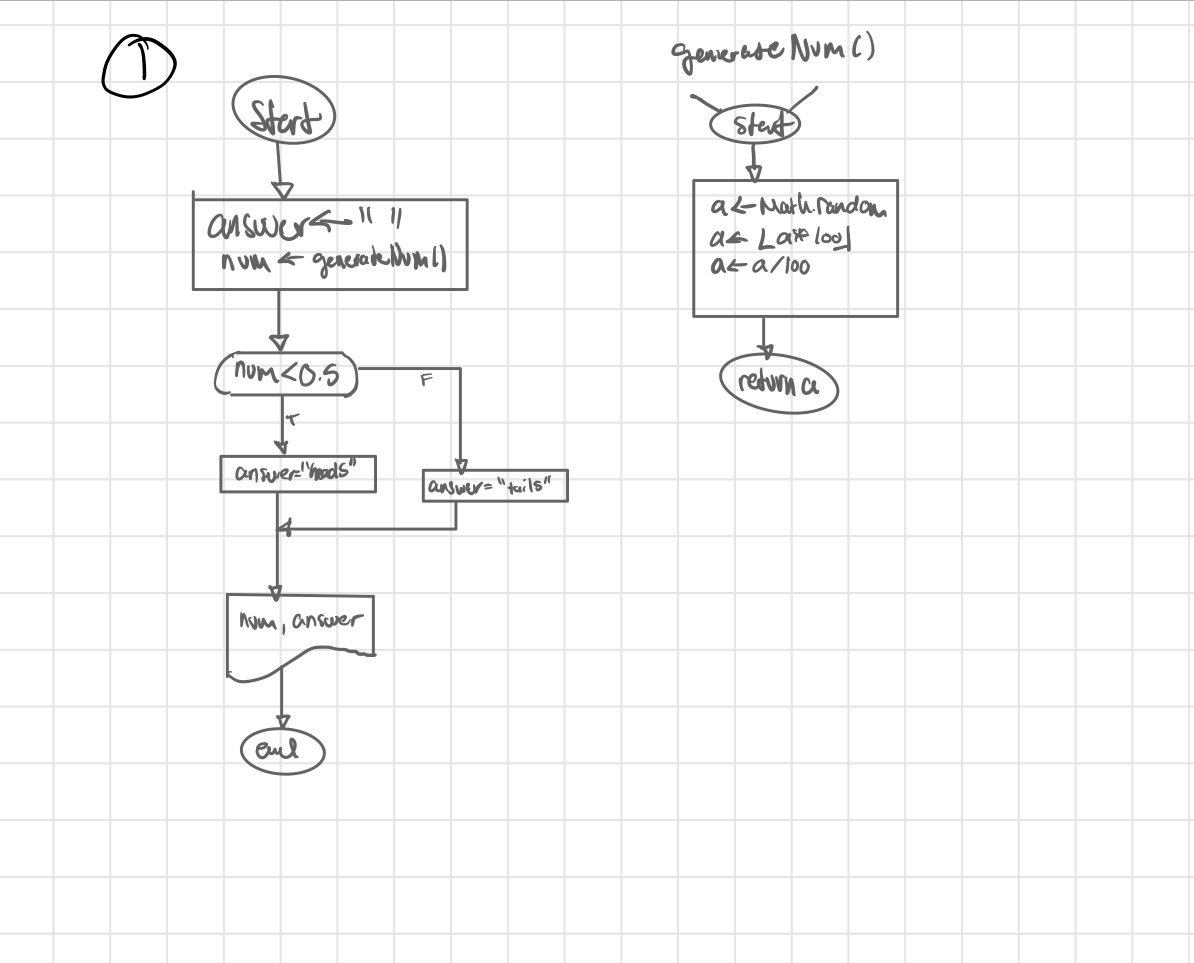 1
Start
answer ← " "
num ← generateNum()
num < 0.5
F
T
answer="heads"
answer= "tails"
num, answer
end
generateNum()
start
a ← Math.random
a ← ⌊a*100⌋
a ← a/100
return a